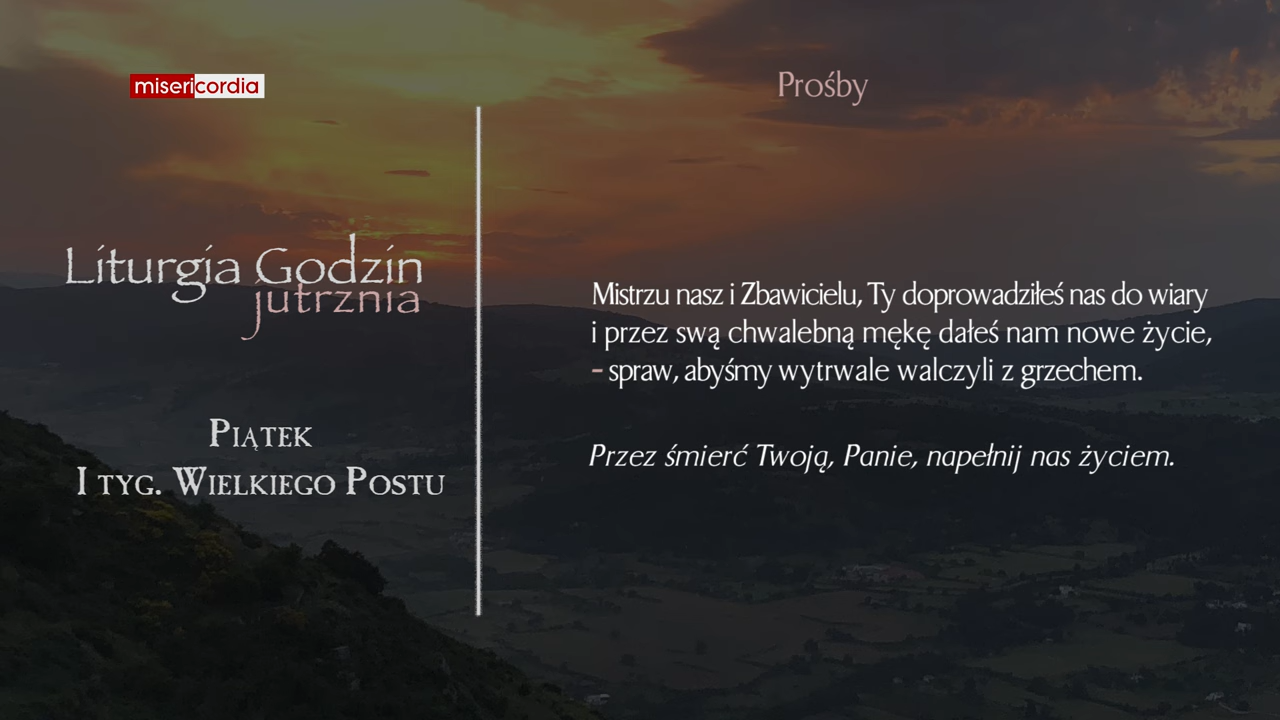 misericordia
Liturgia Godzin
jutrznia
Piątek
I tyg. Wielkiego Postu
Prośby
Mistrzu nasz i Zbawicielu, Ty doprowadziłeś nas do wiary
i przez swą chwalebną mękę dałeś nam nowe życie,
- spraw, abyśmy wytrwale walczyli z grzechem.
Przez śmierć Twoją, Panie, napełnij nas życiem.